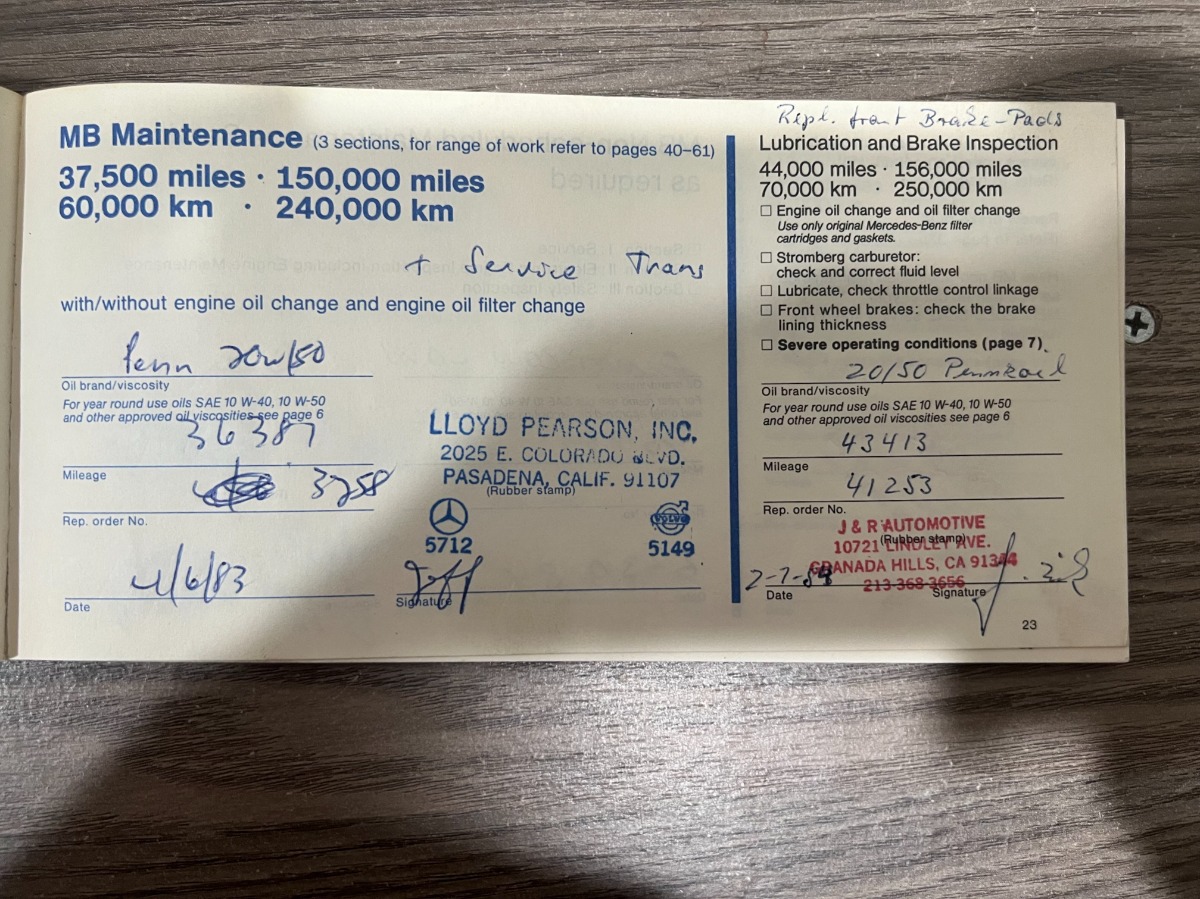 MB Maintenance (3 sections, for range of work refer to pages 40–61)
37,500 miles · 150,000 miles
60,000 km · 240,000 km
+ Service Trans
with/without engine oil change and engine oil filter change
Penn 20w/50
Oil brand/viscosity
For year round use oils SAE 10 W-40, 10 W-50
and other approved oil viscosities see page 6
36387
Mileage
3258
Rep. order No.
4/6/83
Date
LLOYD PEARSON, INC.
2025 E. COLORADO BLVD.
PASADENA, CALIF. 91107
(Rubber stamp)
5712
VOLVO
5149
Signature
Repl. front Brake-Pads
Lubrication and Brake Inspection
44,000 miles · 156,000 miles
70,000 km · 250,000 km
☐ Engine oil change and oil filter change
Use only original Mercedes-Benz filter
cartridges and gaskets.
☐ Stromberg carburetor:
check and correct fluid level
☐ Lubricate, check throttle control linkage
☐ Front wheel brakes: check the brake
lining thickness
☐ Severe operating conditions (page 7)
20/50 Pennzoil
Oil brand/viscosity
For year round use oils SAE 10 W-40, 10 W-50
and other approved oil viscosities see page 6
43413
Mileage
41253
Rep. order No.
J & R AUTOMOTIVE
(Rubber stamp)
10721 LINDLEY AVE.
GRANADA HILLS, CA 91344
213-368-3656
2-7-84
Date
Signature
23